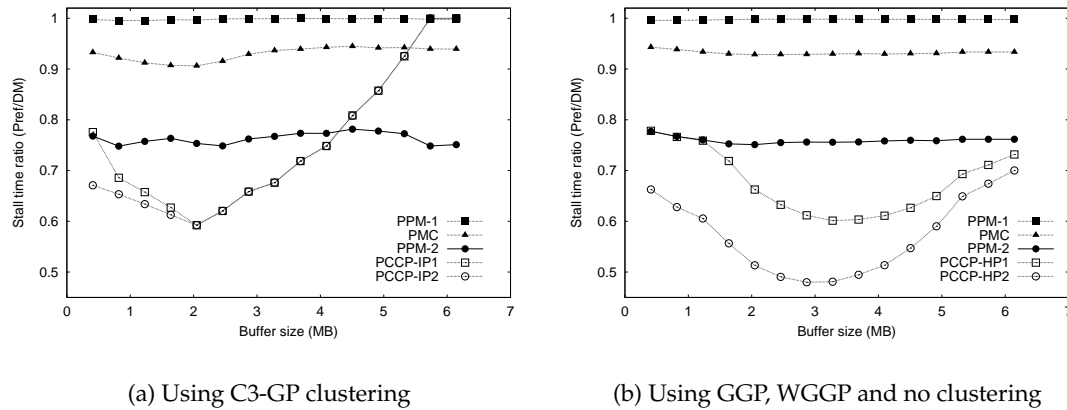 Stall time ratio (Pref/DM)
1
0.9
0.8
0.7
0.6
0.5
0 1 2 3 4 5 6 7
Buffer size (MB)
PPM-1
PMC
PPM-2
PCCP-IP1
PCCP-IP2
(a) Using C3-GP clustering
Stall time ratio (Pref/DM)
1
0.9
0.8
0.7
0.6
0.5
0 1 2 3 4 5 6 7
Buffer size (MB)
PPM-1
PMC
PPM-2
PCCP-HP1
PCCP-HP2
(b) Using GGP, WGGP and no clustering